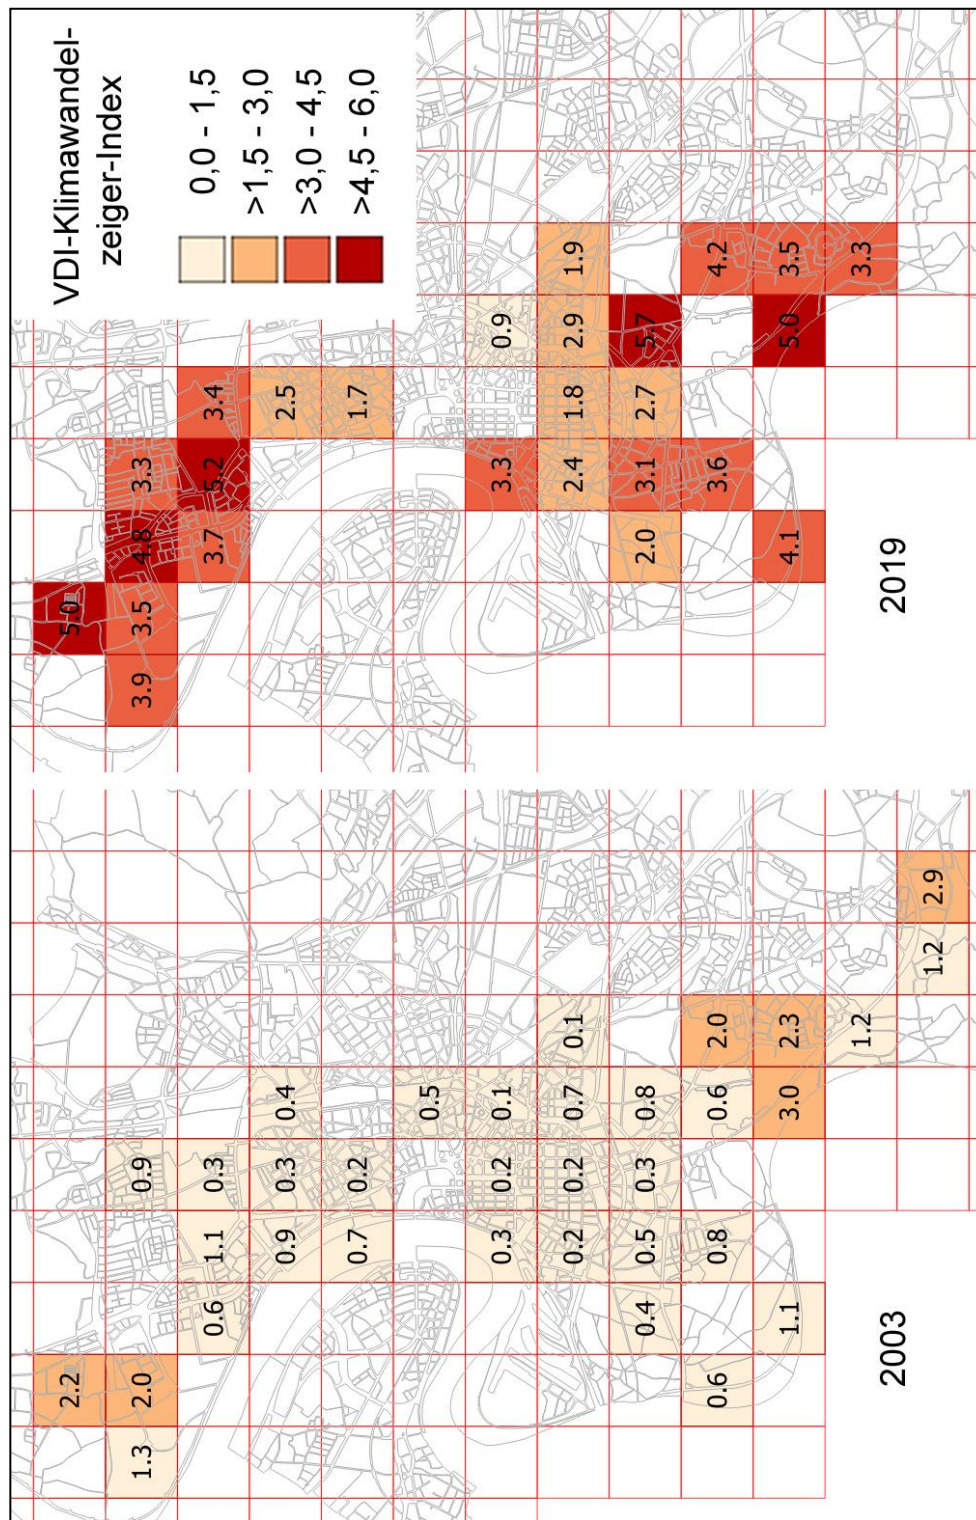 VDI-Klimawandel-
zeiger-Index
0,0 - 1,5
>1,5 - 3,0
>3,0 - 4,5
>4,5 - 6,0
2.2
1.3 2.0 0.9
0.6 1.1 0.3
0.9 0.3 0.4
0.7 0.2
0.5
0.3 0.2 0.1
0.2 0.2 0.7 0.1
0.4 0.5 0.3 0.8
0.6 0.8 0.6 2.0
1.1 3.0 2.3
1.2
1.2 2.9
2003
5.0
3.9 3.5 4.8 3.3
3.7 5.2 3.4
2.5
1.7
3.3 0.9
2.4 1.8 2.9 1.9
2.0 3.1 2.7 5.7
3.6 4.2
4.1 5.0 3.5
3.3
2019